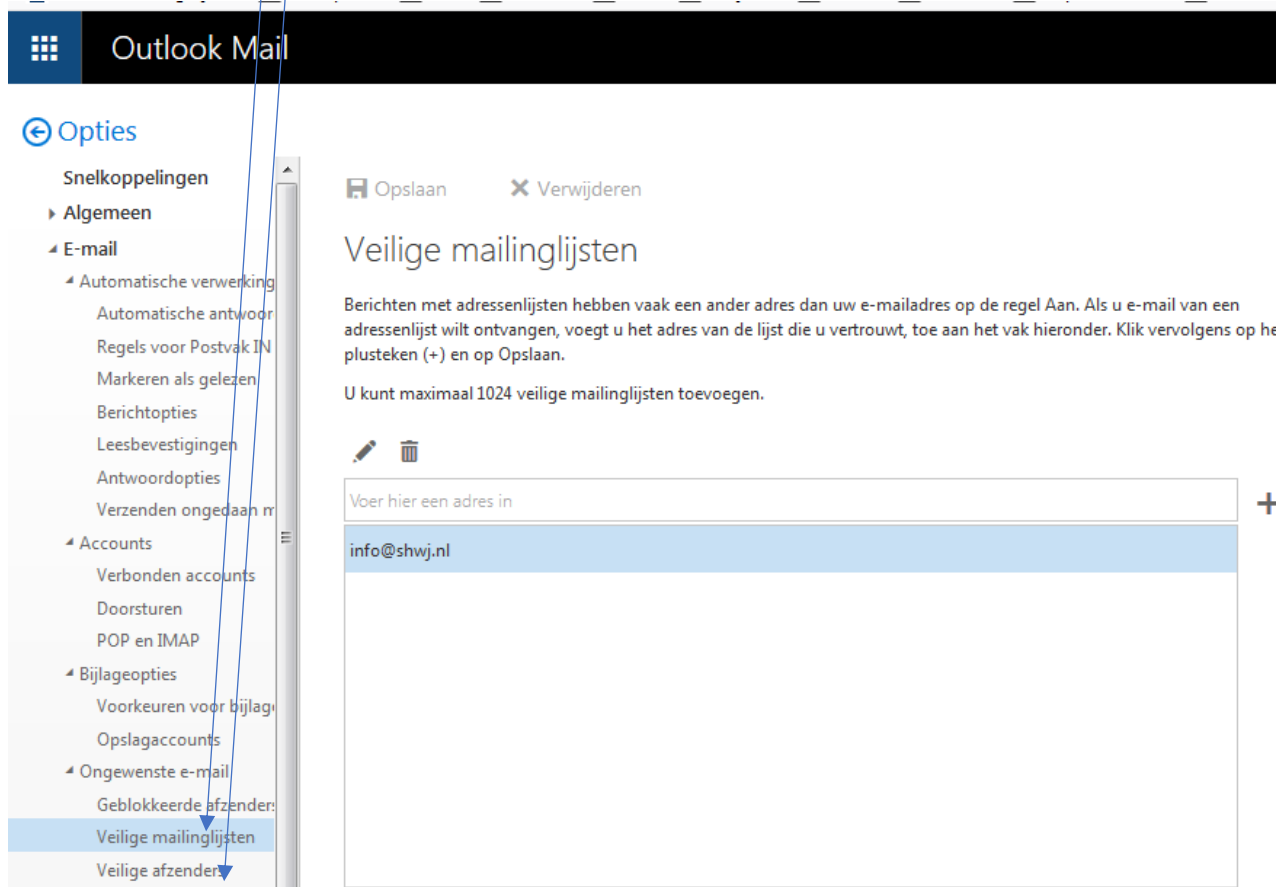 Outlook Mail
Opties
Snelkoppelingen
Algemeen
E-mail
Automatische verwerking
Automatische antwoor
Regels voor Postvak IN
Markeren als gelezen
Berichtopties
Leesbevestigingen
Antwoordopties
Verzenden ongedaan m
Accounts
Verbonden accounts
Doorsturen
POP en IMAP
Bijlageopties
Voorkeuren voor bijlage
Opslagaccounts
Ongewenste e-mail
Geblokkeerde afzenders
Veilige mailinglijsten
Veilige afzenders
Opslaan Verwijderen
Veilige mailinglijsten
Berichten met adressenlijsten hebben vaak een ander adres dan uw e-mailadres op de regel Aan. Als u e-mail van een
adressenlijst wilt ontvangen, voegt u het adres van de lijst die u vertrouwt, toe aan het vak hieronder. Klik vervolgens op he
plusteken (+) en op Opslaan.
U kunt maximaal 1024 veilige mailinglijsten toevoegen.
Voer hier een adres in
info@shwj.nl